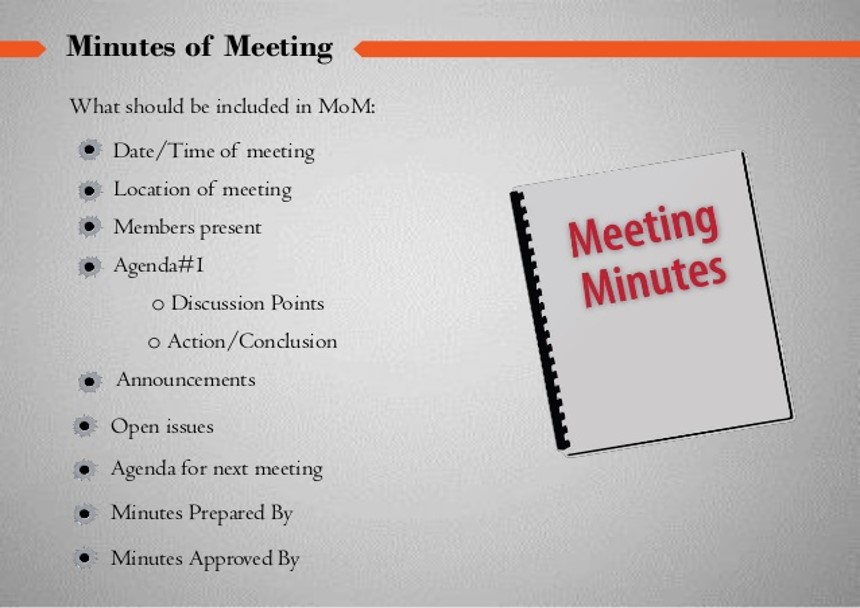 Minutes of Meeting
What should be included in MoM:
Date/Time of meeting
Location of meeting
Members present
Agenda#1
Discussion Points
Action/Conclusion
Announcements
Open issues
Agenda for next meeting
Minutes Prepared By
Minutes Approved By
Meeting
Minutes